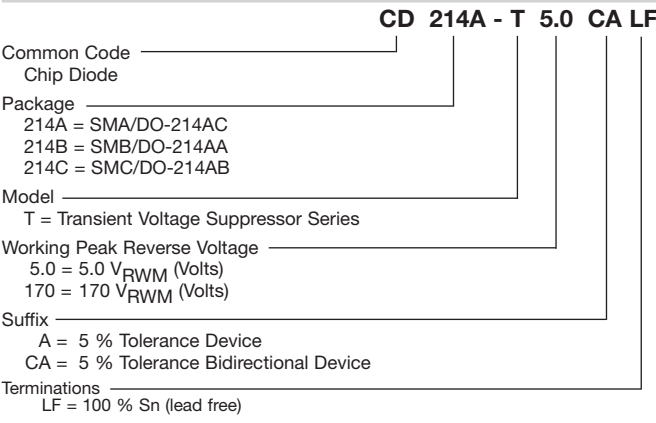 CD 214A - T 5.0 CA LF
Common Code
Chip Diode
Package
214A = SMA/DO-214AC
214B = SMB/DO-214AA
214C = SMC/DO-214AB
Model
T = Transient Voltage Suppressor Series
Working Peak Reverse Voltage
5.0 = 5.0 VRWM (Volts)
170 = 170 VRWM (Volts)
Suffix
A = 5 % Tolerance Device
CA = 5 % Tolerance Bidirectional Device
Terminations
LF = 100 % Sn (lead free)